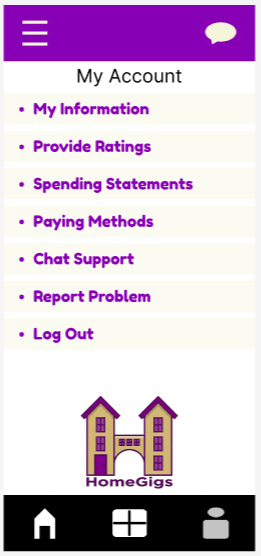 My Account
• My Information
• Provide Ratings
• Spending Statements
• Paying Methods
• Chat Support
• Report Problem
• Log Out
HomeGigs